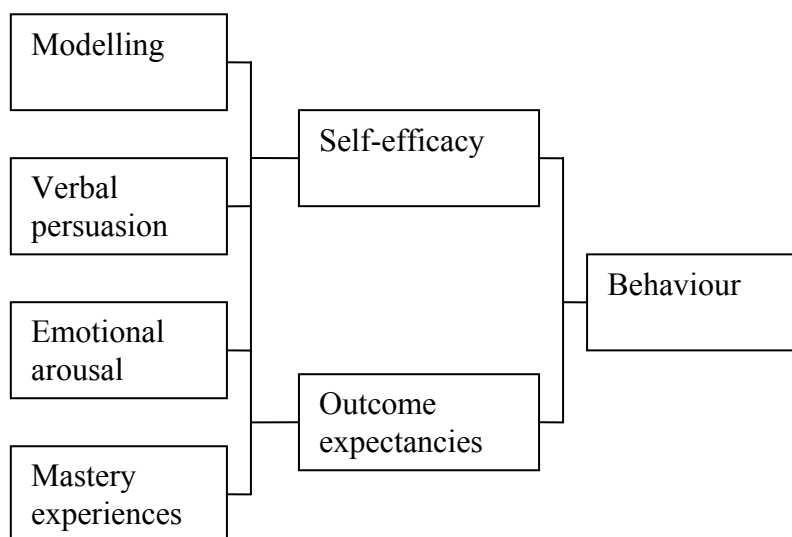 Modelling
Verbal
persuasion
Emotional
arousal
Mastery
experiences
Self-efficacy
Outcome
expectancies
Behaviour